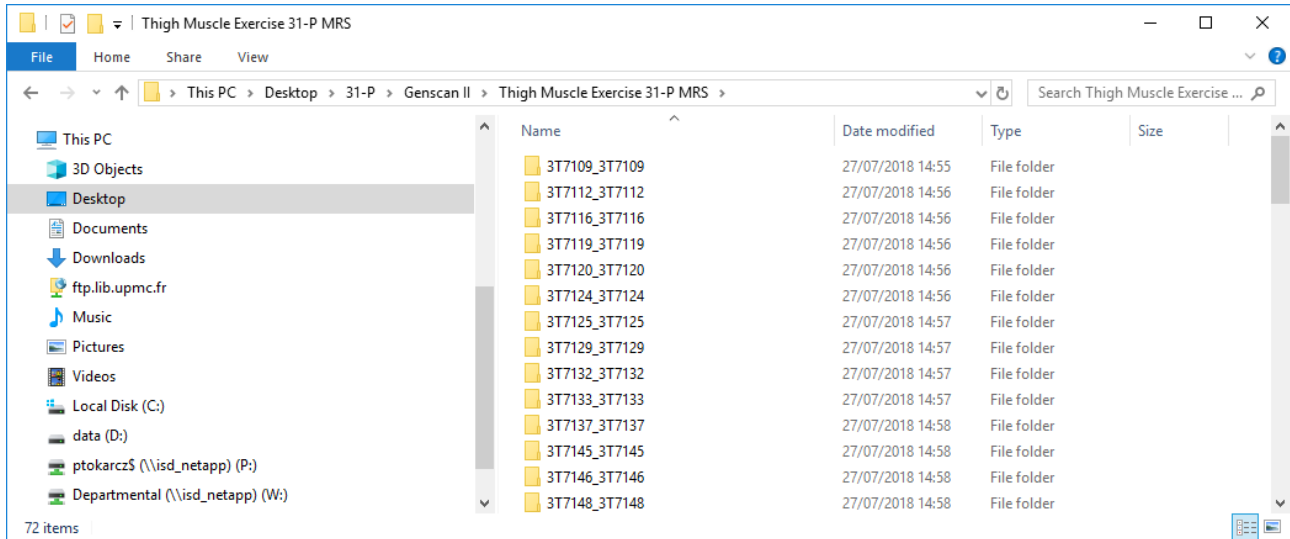 Thigh Muscle Exercise 31-P MRS
File Home Share View
This PC > Desktop > 31-P > Genscan II > Thigh Muscle Exercise 31-P MRS >
Search Thigh Muscle Exercise ...
This PC
3D Objects
Desktop
Documents
Downloads
ftp.lib.upmc.fr
Music
Pictures
Videos
Local Disk (C:)
data (D:)
ptokarcz$ (\\isd_netapp) (P:)
Departmental (\\isd_netapp) (W:)
Name Date modified Type Size
3T7109_3T7109 27/07/2018 14:55 File folder
3T7112_3T7112 27/07/2018 14:56 File folder
3T7116_3T7116 27/07/2018 14:56 File folder
3T7119_3T7119 27/07/2018 14:56 File folder
3T7120_3T7120 27/07/2018 14:56 File folder
3T7124_3T7124 27/07/2018 14:56 File folder
3T7125_3T7125 27/07/2018 14:57 File folder
3T7129_3T7129 27/07/2018 14:57 File folder
3T7132_3T7132 27/07/2018 14:57 File folder
3T7133_3T7133 27/07/2018 14:57 File folder
3T7137_3T7137 27/07/2018 14:58 File folder
3T7145_3T7145 27/07/2018 14:58 File folder
3T7146_3T7146 27/07/2018 14:58 File folder
3T7148_3T7148 27/07/2018 14:58 File folder
72 items